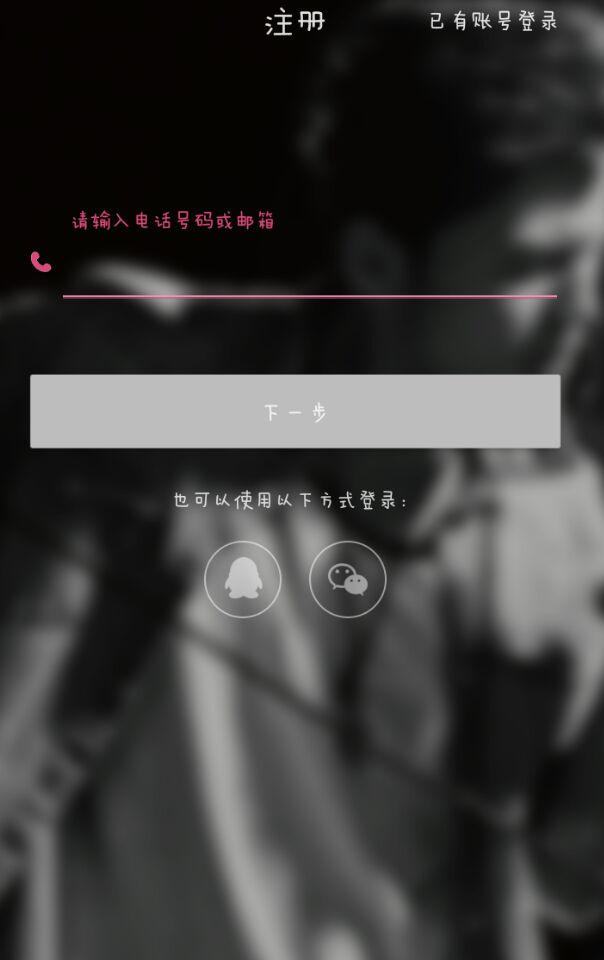 注册
已有账号登录
请输入电话号码或邮箱
下一步
也可以使用以下方式登录：